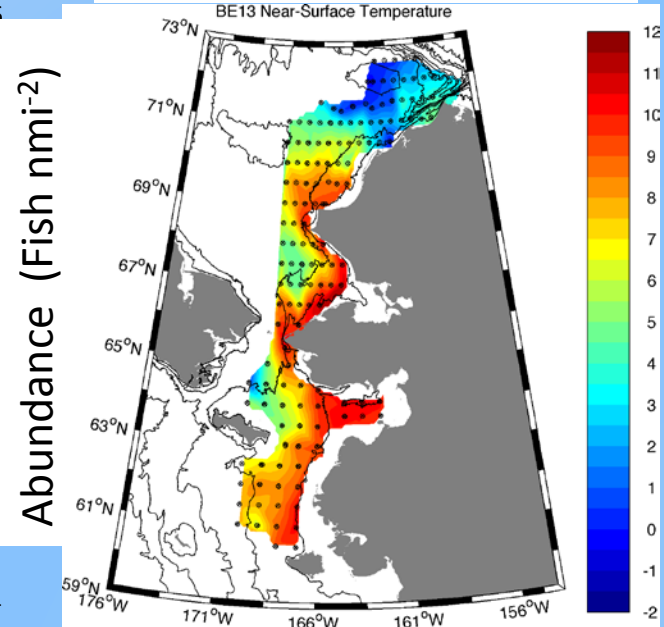 s
BE13 Near-Surface Temperature
Abundance (Fish nmi⁻²)
73°N
71°N
69°N
67°N
65°N
63°N
61°N
59°N
176°W
171°W
166°W
161°W
156°W
12
11
10
9
8
7
6
5
4
3
2
1
0
-1
-2